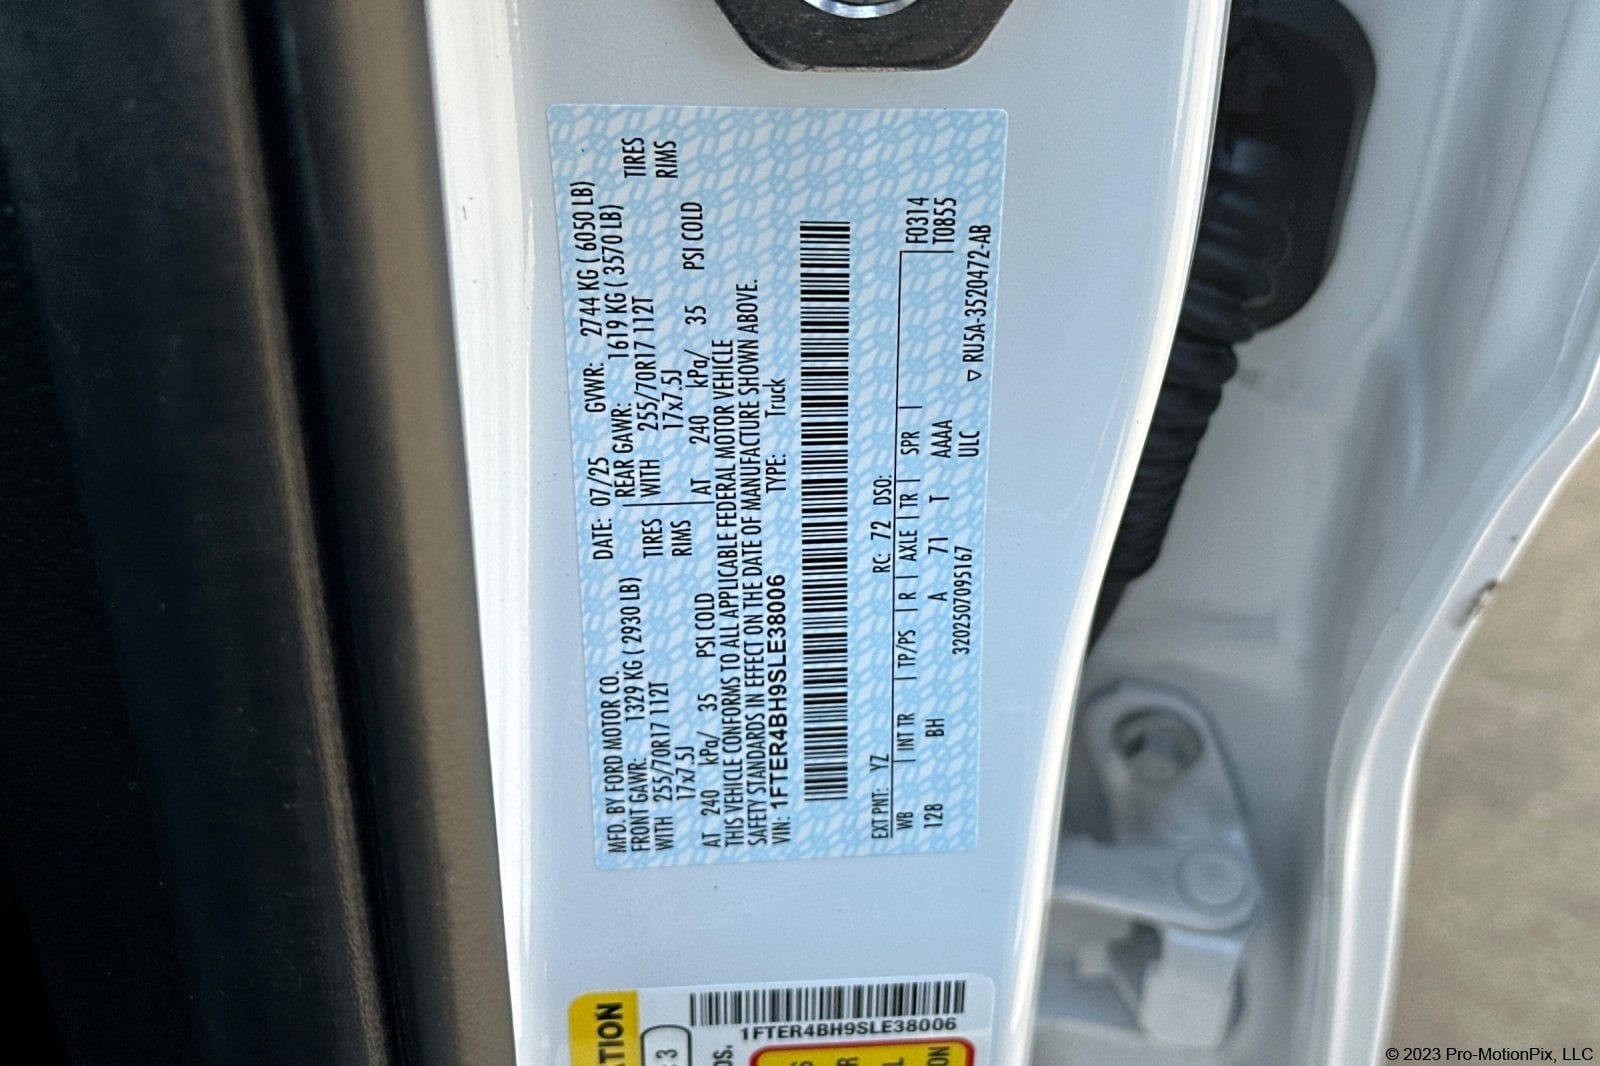 MFD. BY FORD MOTOR CO.
DATE: 07/25 GVWR: 2744 KG ( 6050 LB)
FRONT GAWR: 1329 KG ( 2930 LB)
REAR GAWR: 1619 KG ( 3570 LB)
WITH 255/70R17 112T TIRES
WITH 255/70R17 112T TIRES
17x7.5J RIMS
17x7.5J RIMS
AT 240 kPa/ 35 PSI COLD
AT 240 kPa/ 35 PSI COLD
THIS VEHICLE CONFORMS TO ALL APPLICABLE FEDERAL MOTOR VEHICLE
SAFETY STANDARDS IN EFFECT ON THE DATE OF MANUFACTURE SHOWN ABOVE.
VIN: 1FTER4BH9SLE38006 TYPE: Truck
EXT PNT: YZ RC: 72 DSO:
WB | INT TR | TP/PS | R | AXLE | TR | SPR |
F0314
128 BH A 71 T AAAA
T0855
3202507095167 ULC
▽ RU5A-3520472-AB
1FTER4BH9SLE38006
© 2023 Pro-MotionPix, LLC